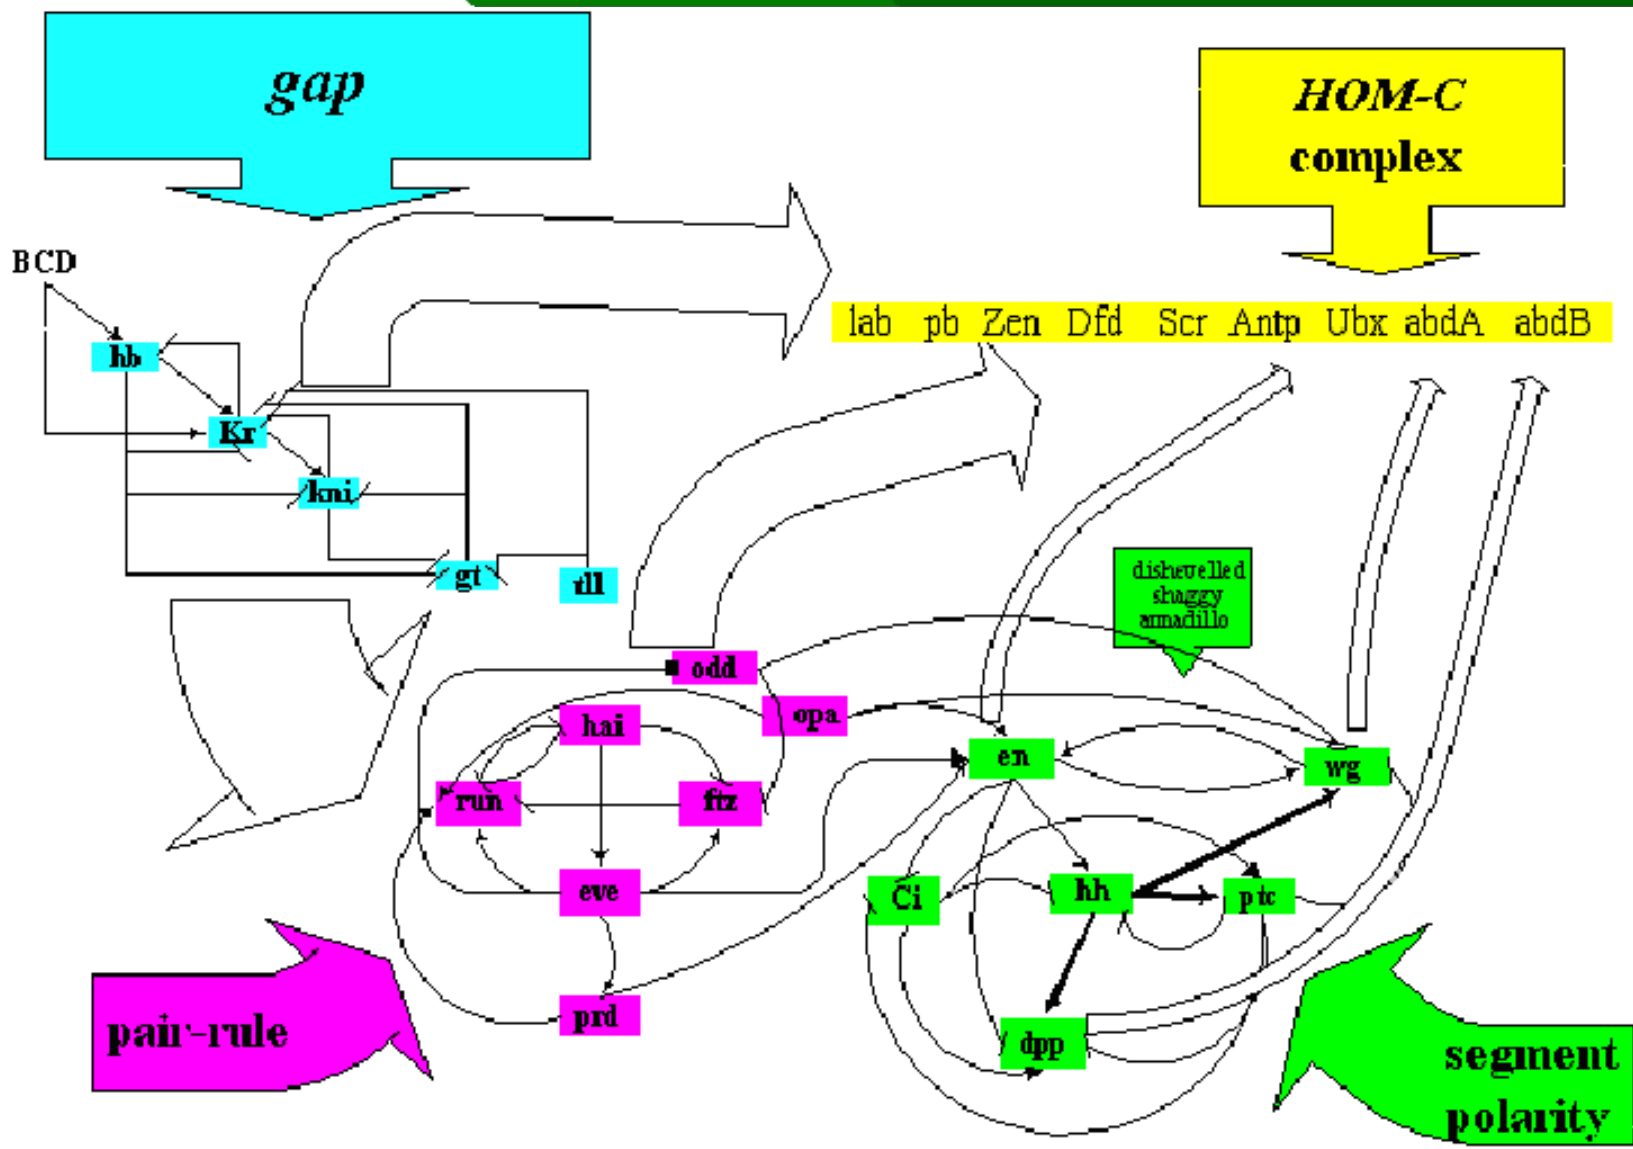 gap
HOM-C
complex
BCD
lab pb Zen Dfd Scr Antp Ubx abdA abdB
hb
Kr
kni
gt
tll
dishevelled
shaggy
armadillo
odd
opa
hai
en
wg
run
ftz
eve
Ci
hh
ptc
prd
dpp
pair-rule
segment
polarity